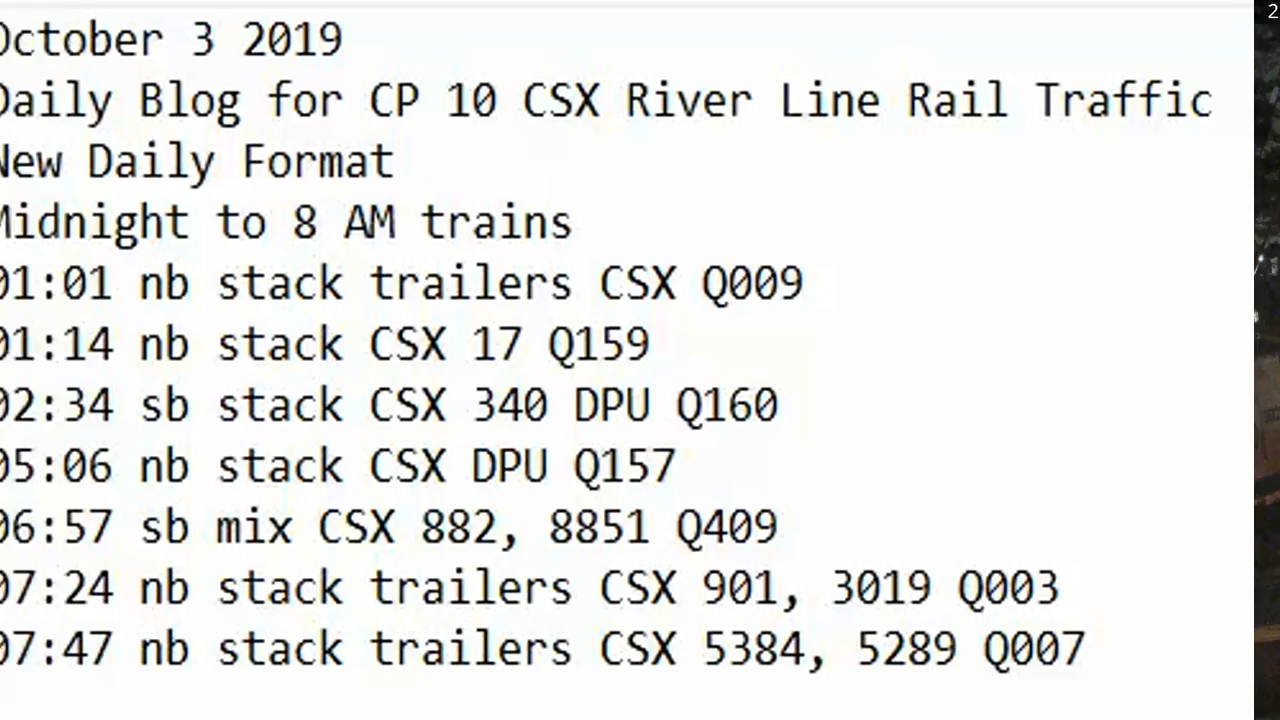 October 3 2019
Daily Blog for CP 10 CSX River Line Rail Traffic
New Daily Format
Midnight to 8 AM trains
01:01 nb stack trailers CSX Q009
01:14 nb stack CSX 17 Q159
02:34 sb stack CSX 340 DPU Q160
05:06 nb stack CSX DPU Q157
06:57 sb mix CSX 882, 8851 Q409
07:24 nb stack trailers CSX 901, 3019 Q003
07:47 nb stack trailers CSX 5384, 5289 Q007
2